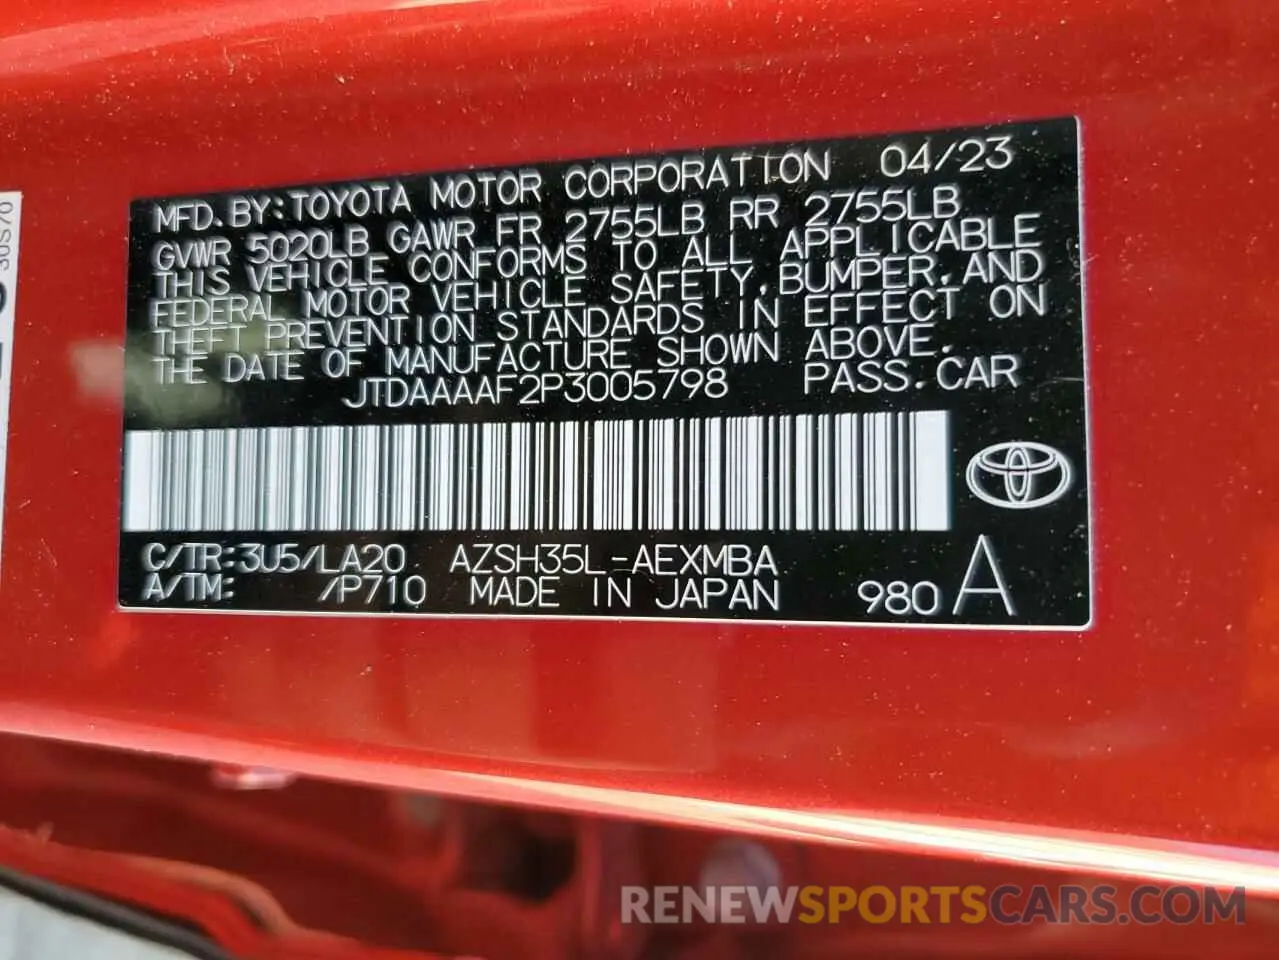 MFD.BY:TOYOTA MOTOR CORPORATION 04/23
GVWR 5020LB GAWR FR 2755LB RR 2755LB
THIS VEHICLE CONFORMS TO ALL APPLICABLE
FEDERAL MOTOR VEHICLE SAFETY,BUMPER,AND
THEFT PREVENTION STANDARDS IN EFFECT ON
THE DATE OF MANUFACTURE SHOWN ABOVE.
JTDAAAAF2P3005798 PASS.CAR
C/TR:3U5/LA20 AZSH35L-AEXMBA
A/TM: /P710 MADE IN JAPAN 980 A
30S70
RENEWSPORTSCARS.COM